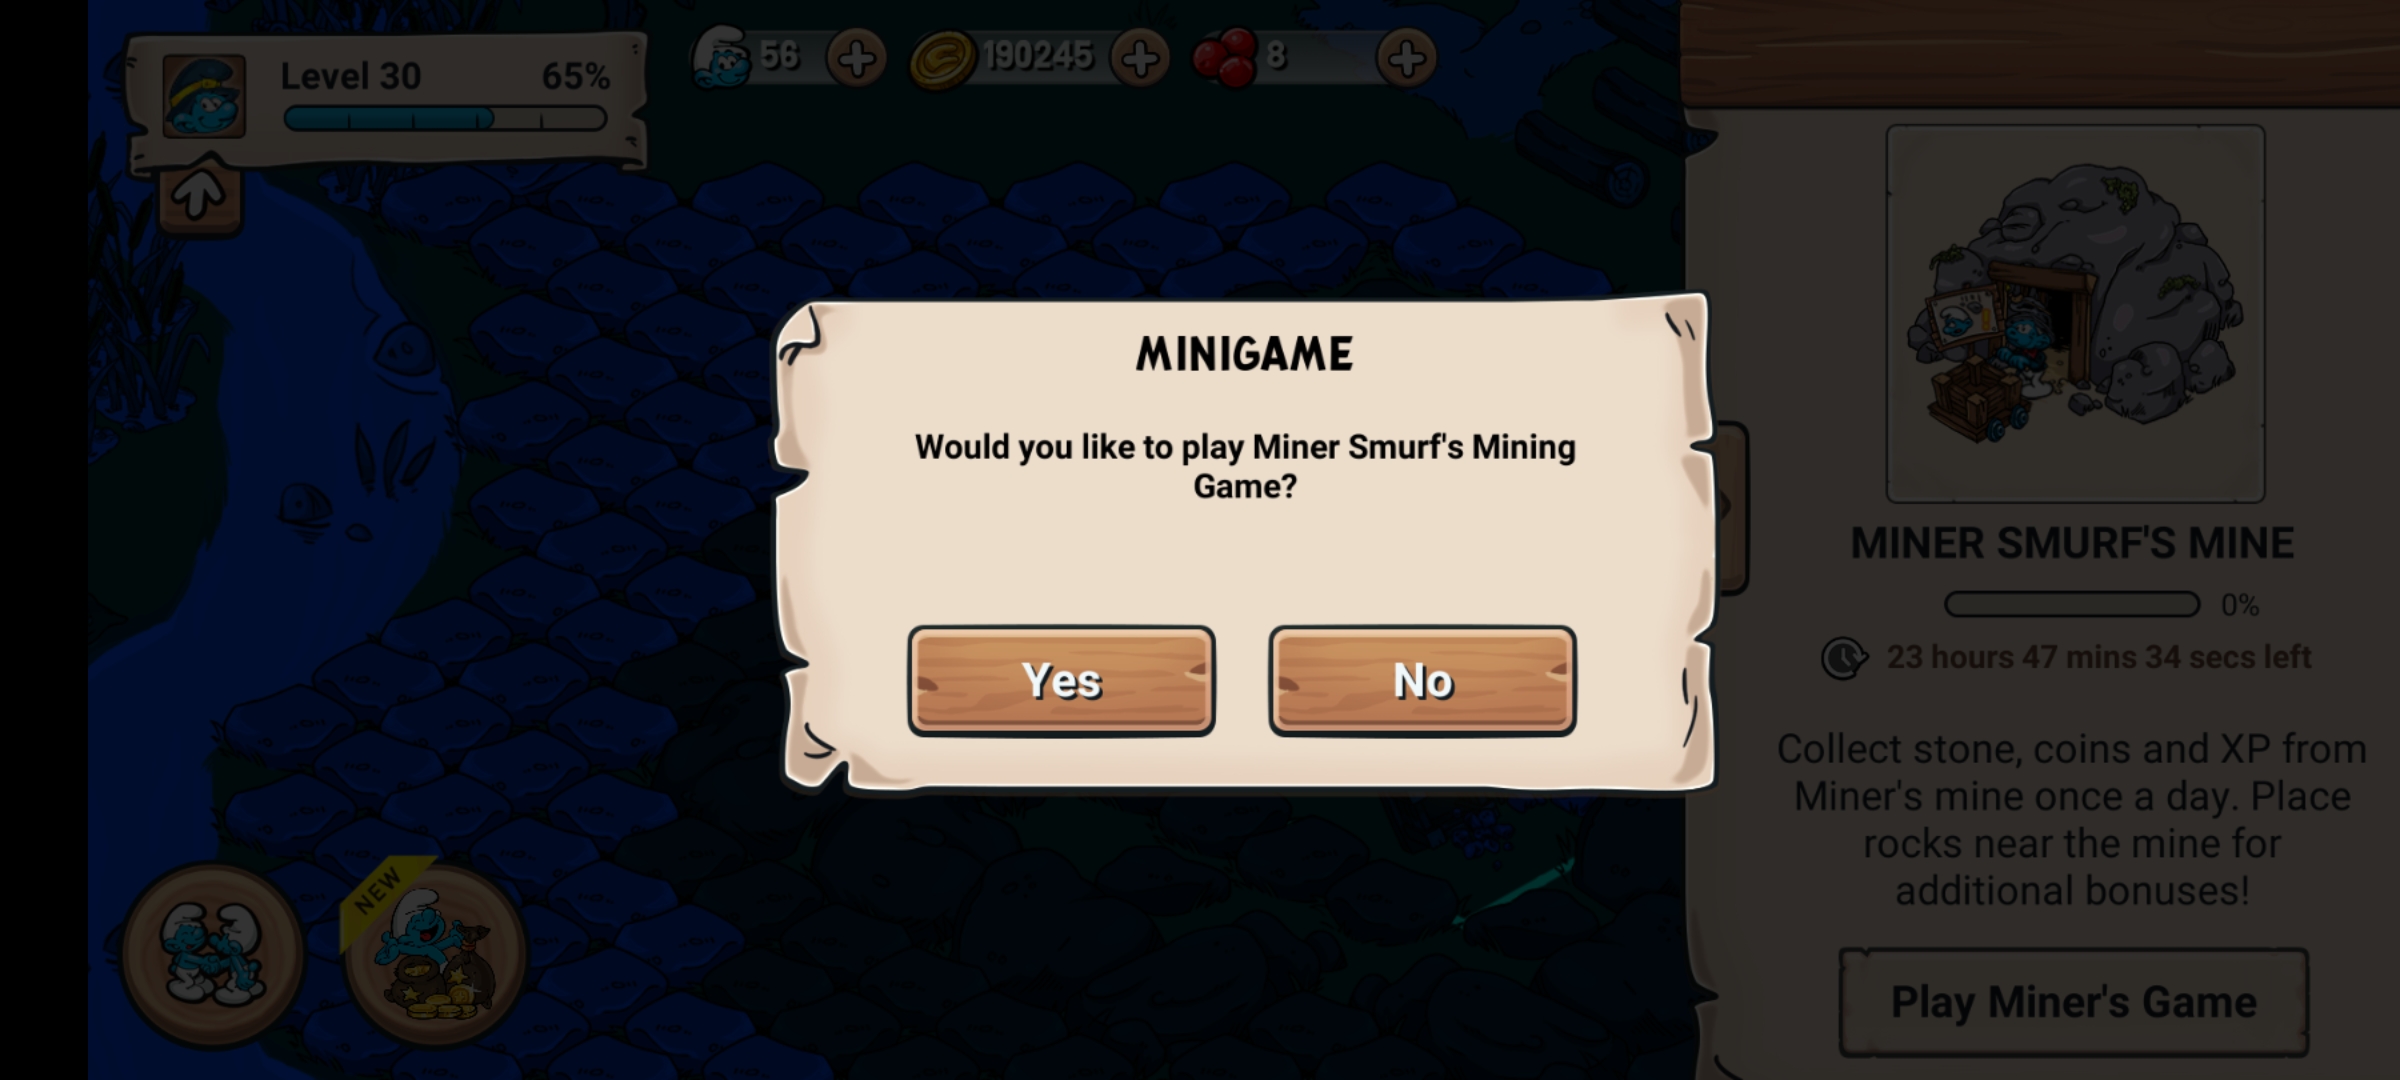 Level 30 65%
56
190245
8
MINIGAME
Would you like to play Miner Smurf's Mining
Game?
Yes
No
MINER SMURF'S MINE
0%
23 hours 47 mins 34 secs left
Collect stone, coins and XP from
Miner's mine once a day. Place
rocks near the mine for
additional bonuses!
Play Miner's Game
NEW